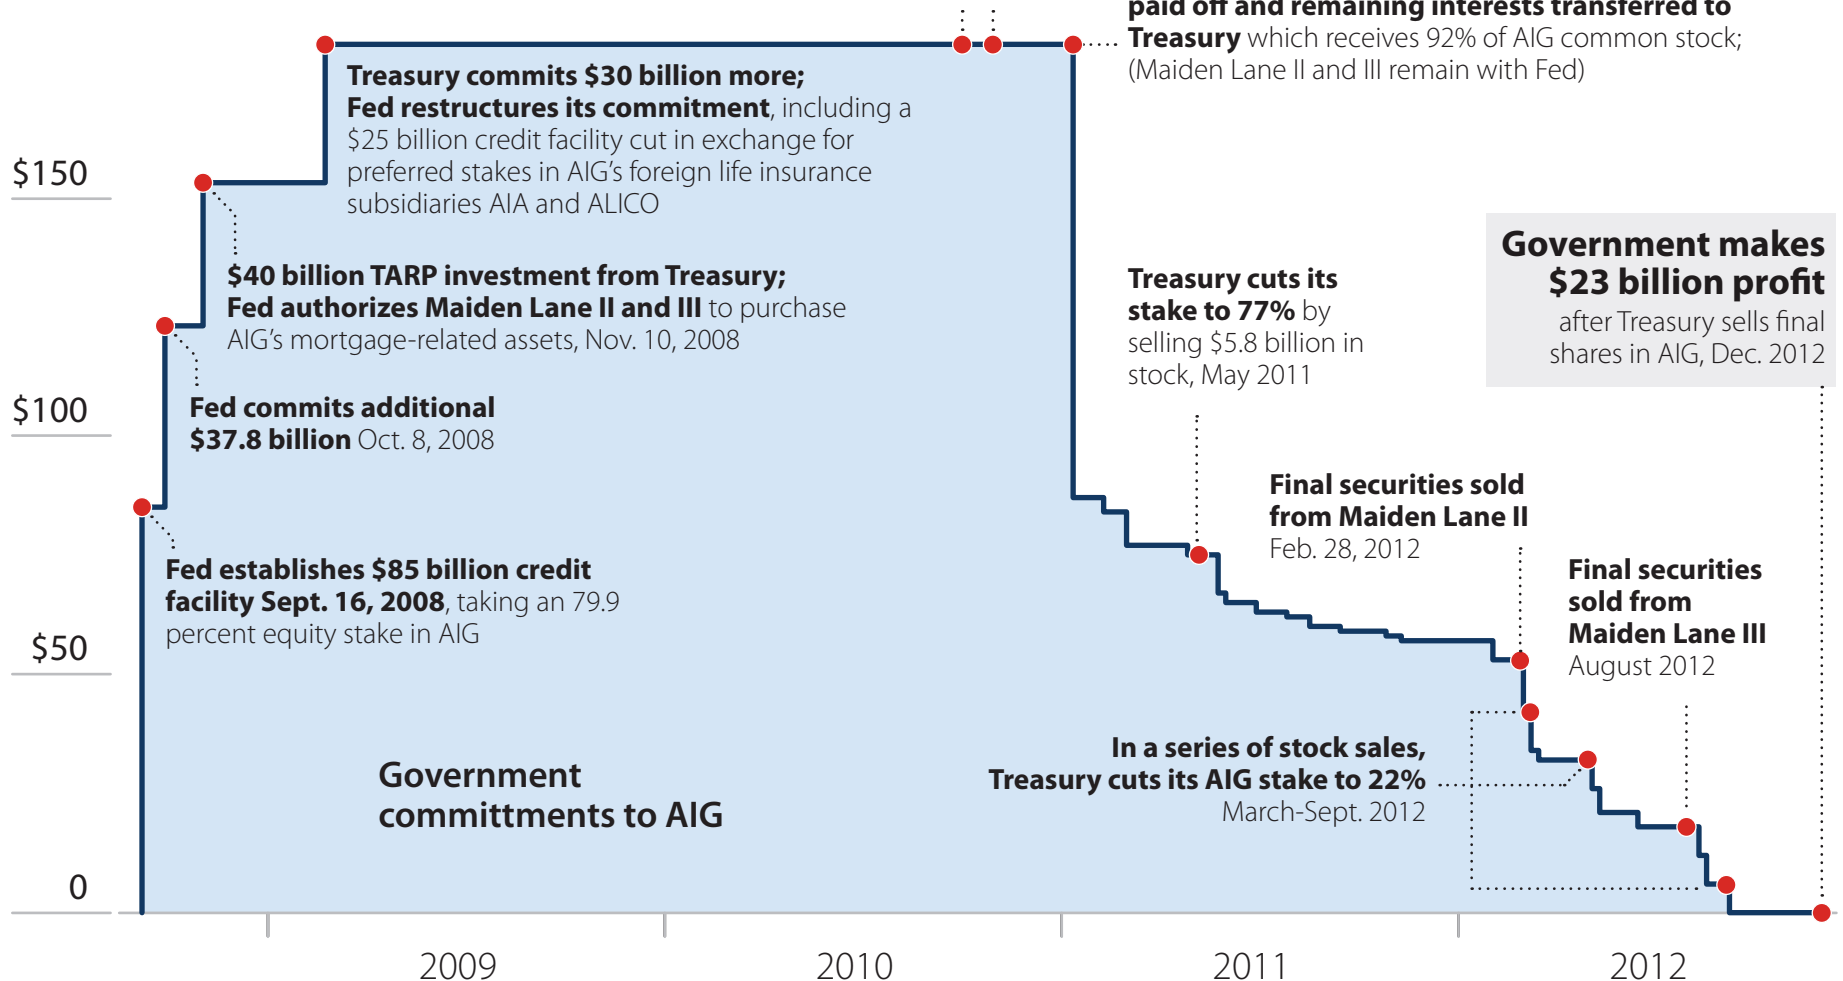 paid off and remaining interests transferred to
Treasury which receives 92% of AIG common stock;
(Maiden Lane II and III remain with Fed)
Treasury commits $30 billion more;
Fed restructures its commitment, including a
$25 billion credit facility cut in exchange for
preferred stakes in AIG’s foreign life insurance
subsidiaries AIA and ALICO
$150
$40 billion TARP investment from Treasury;
Fed authorizes Maiden Lane II and III to purchase
AIG’s mortgage-related assets, Nov. 10, 2008
Government makes
$23 billion profit
after Treasury sells final
shares in AIG, Dec. 2012
Treasury cuts its
stake to 77% by
selling $5.8 billion in
stock, May 2011
$100
Fed commits additional
$37.8 billion Oct. 8, 2008
Final securities sold
from Maiden Lane II
Feb. 28, 2012
Fed establishes $85 billion credit
facility Sept. 16, 2008, taking an 79.9
percent equity stake in AIG
Final securities
sold from
Maiden Lane III
August 2012
$50
In a series of stock sales,
Treasury cuts its AIG stake to 22%
March-Sept. 2012
Government
committments to AIG
0
2009
2010
2011
2012